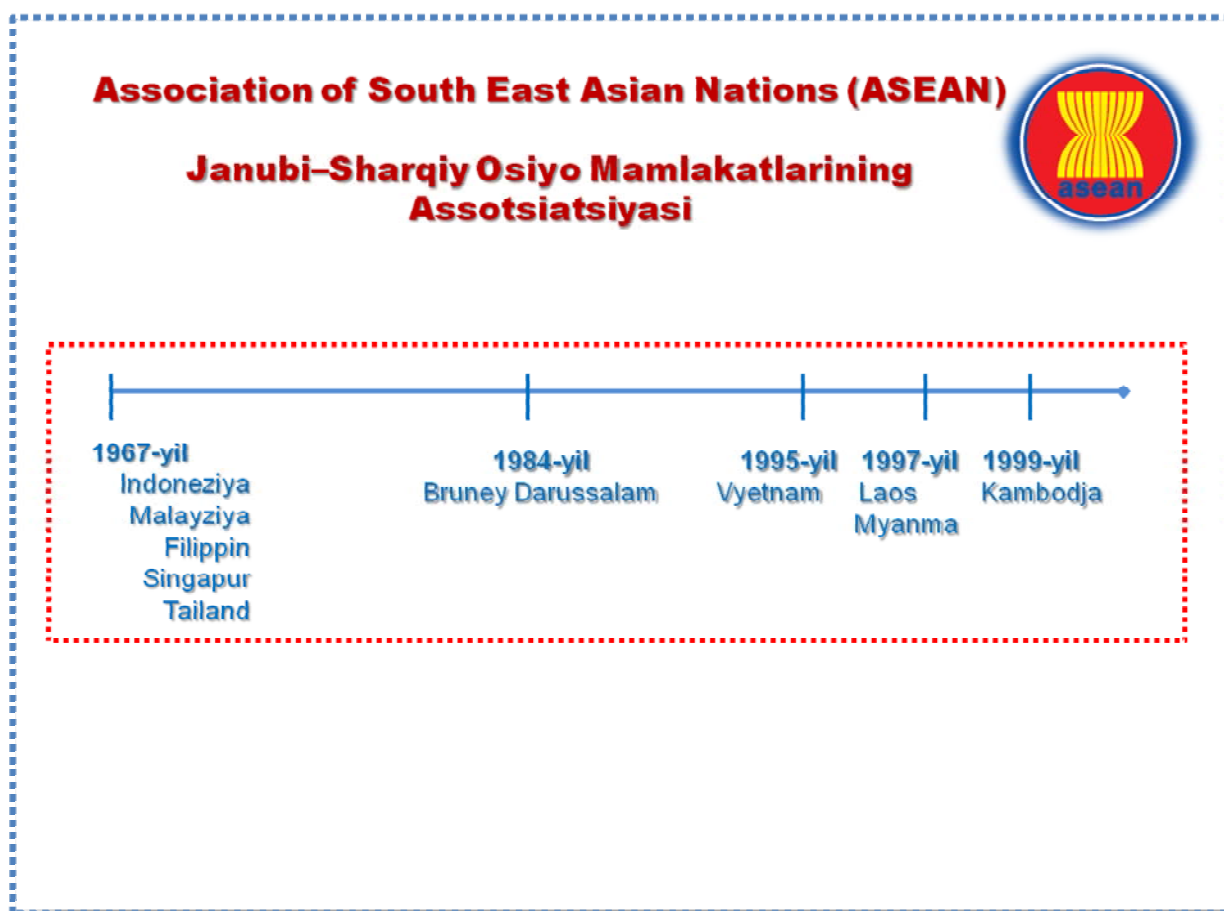 Association of South East Asian Nations (ASEAN)
Janubi–Sharqiy Osiyo Mamlakatlarining
Assotsiatsiyasi
asean
1967-yil
Indoneziya
Malayziya
Filippin
Singapur
Tailand
1984-yil
Bruney Darussalam
1995-yil
Vyetnam
1997-yil
Laos
Myanma
1999-yil
Kambodja